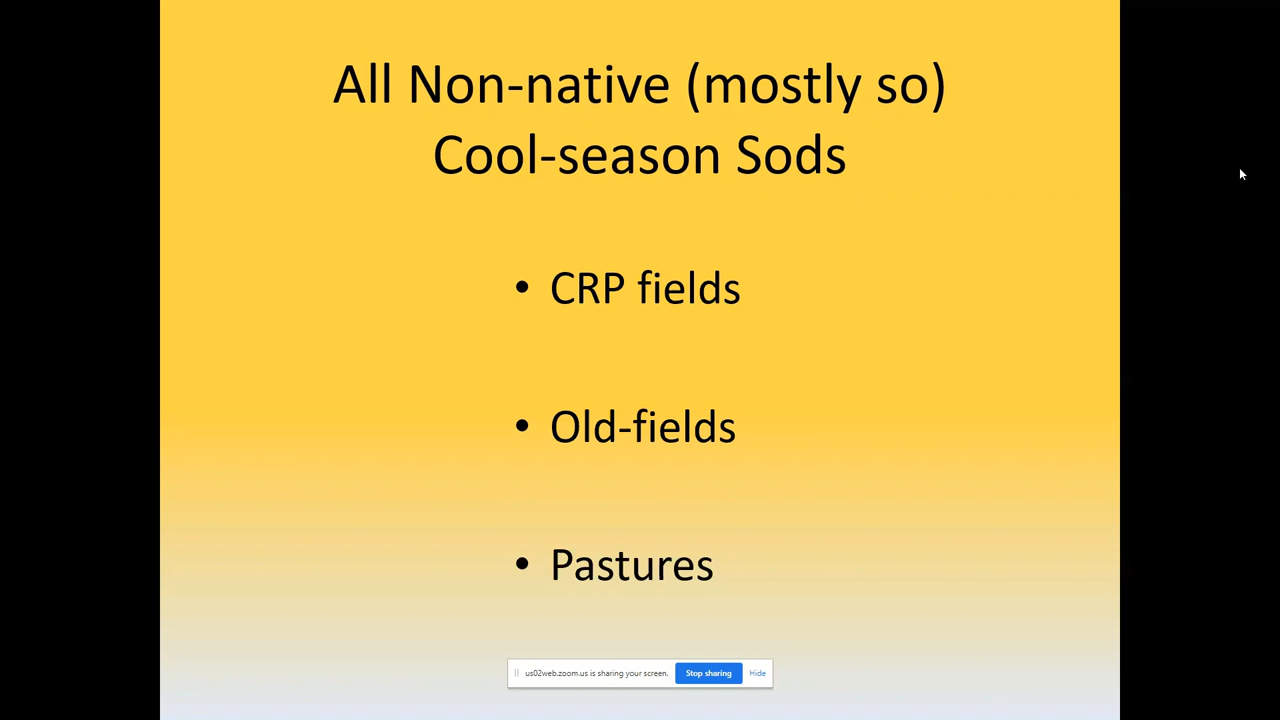 All Non-native (mostly so)
Cool-season Sods
• CRP fields
• Old-fields
• Pastures
us02web.zoom.us is sharing your screen. Stop sharing Hide